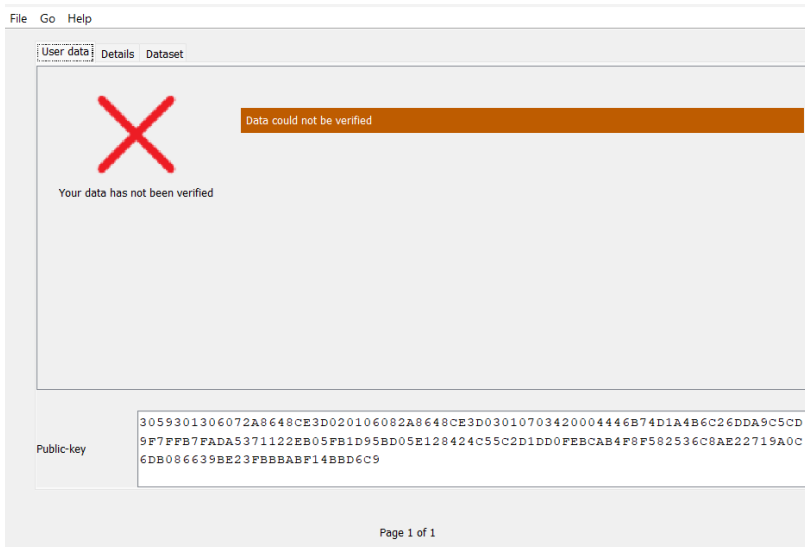 File Go Help
User data Details Dataset
Data could not be verified
Your data has not been verified
Public-key
3059301306072A8648CE3D020106082A8648CE3D03010703420004446B74D1A4B6C26DDA9C5CD
9F7FFB7FADA5371122EB05FB1D95BD05E128424C55C2D1DD0FEBCAB4F8F582536C8AE22719A0C
6DB086639BE23FBBBABF14BBD6C9
Page 1 of 1